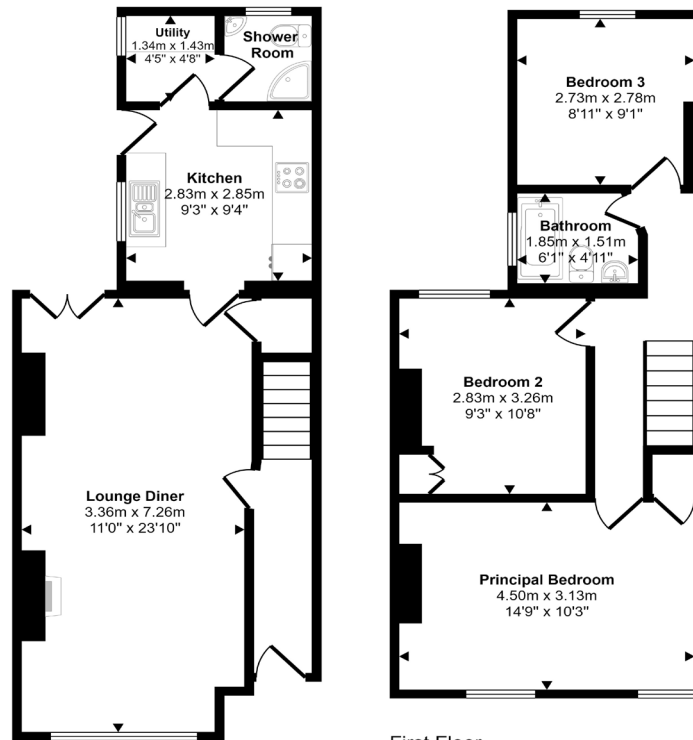 Utility
1.34m x 1.43m
4'5" x 4'8"
Shower
Room
Kitchen
2.83m x 2.85m
9'3" x 9'4"
Lounge Diner
3.36m x 7.26m
11'0" x 23'10"
Bedroom 3
2.73m x 2.78m
8'11" x 9'1"
Bathroom
1.85m x 1.51m
6'1" x 4'11"
Bedroom 2
2.83m x 3.26m
9'3" x 10'8"
Principal Bedroom
4.50m x 3.13m
14'9" x 10'3"
First Floor